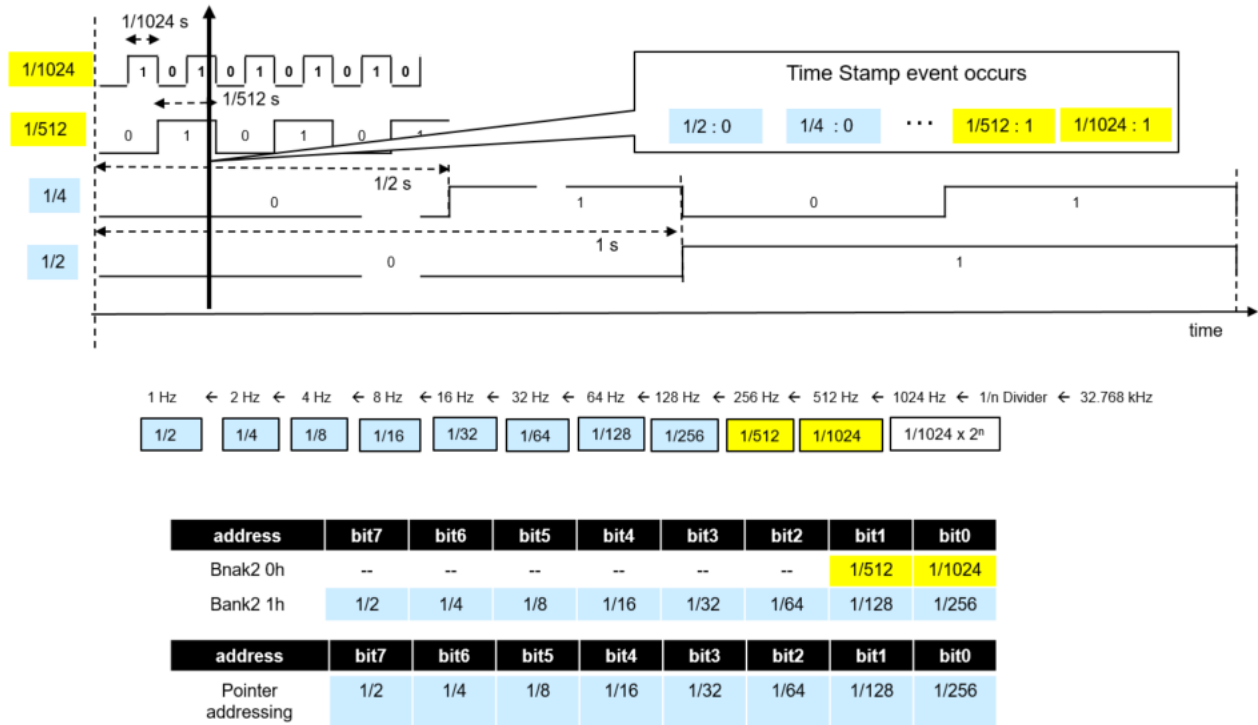 1/1024 s
1/1024 1 0 1 0 1 0 1 0 1 0
1/512 s
1/512 0 1 0 1 0 1
Time Stamp event occurs
1/2 : 0 1/4 : 0 ··· 1/512 : 1 1/1024 : 1
1/2 s
1/4 0 1 0 1
1 s
1/2 0 1
time
1 Hz ← 2 Hz ← 4 Hz ← 8 Hz ← 16 Hz ← 32 Hz ← 64 Hz ← 128 Hz ← 256 Hz ← 512 Hz ← 1024 Hz ← 1/n Divider ← 32.768 kHz
1/2 1/4 1/8 1/16 1/32 1/64 1/128 1/256 1/512 1/1024 1/1024 x 2ⁿ
address bit7 bit6 bit5 bit4 bit3 bit2 bit1 bit0
Bnak2 0h -- -- -- -- -- -- 1/512 1/1024
Bank2 1h 1/2 1/4 1/8 1/16 1/32 1/64 1/128 1/256
address bit7 bit6 bit5 bit4 bit3 bit2 bit1 bit0
Pointer addressing 1/2 1/4 1/8 1/16 1/32 1/64 1/128 1/256